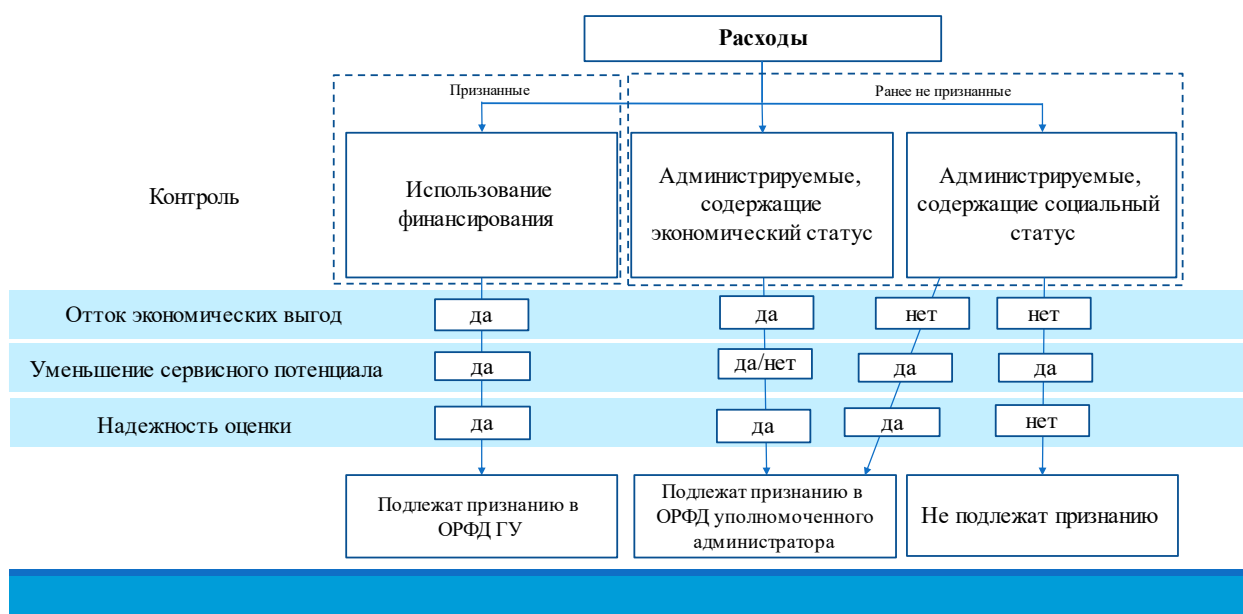 Расходы
Признанные
Ранее не признанные
Контроль
Использование
финансирования
Администрируемые,
содержащие
экономический статус
Администрируемые,
содержащие социальный
статус
Отток экономических выгод
да
да
нет
нет
Уменьшение сервисного потенциала
да
да/нет
да
да
Надежность оценки
да
да
да
нет
Подлежат признанию в
ОРФД ГУ
Подлежат признанию в
ОРФД уполномоченного
администратора
Не подлежат признанию